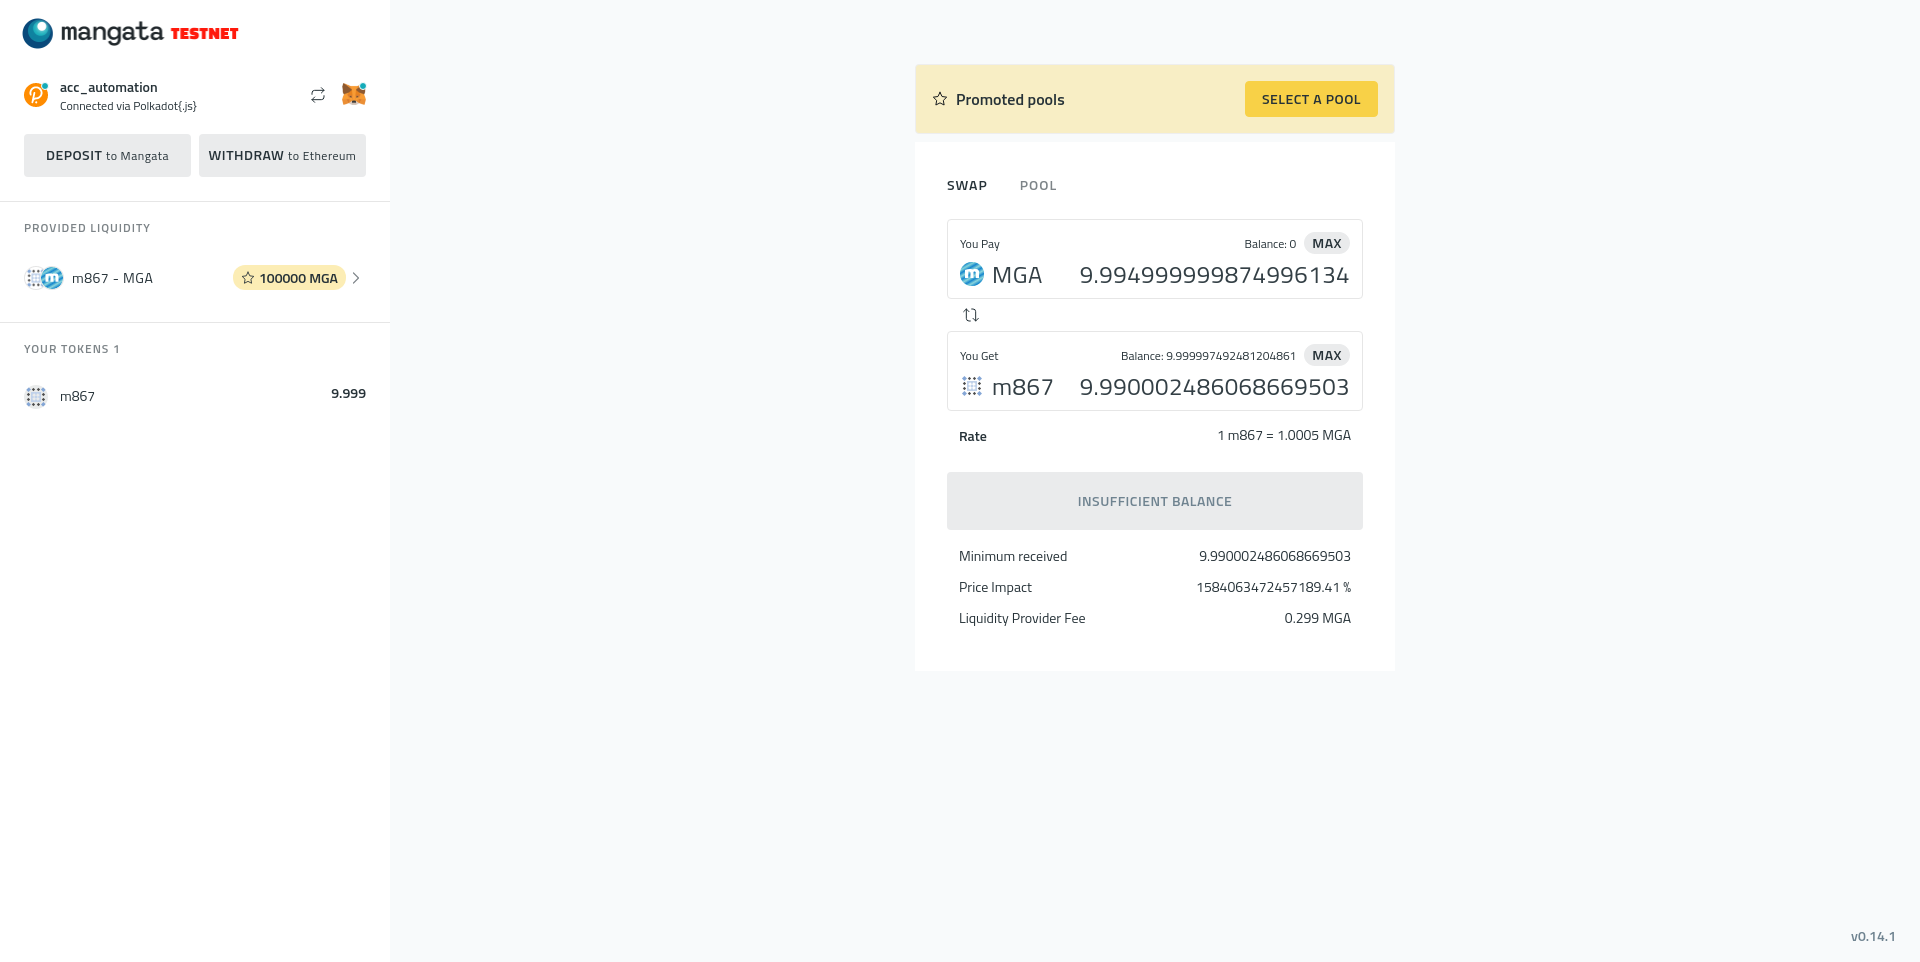 mangata TESTNET
acc_automation
Connected via Polkadot{.js}
DEPOSIT to Mangata
WITHDRAW to Ethereum
PROVIDED LIQUIDITY
m867 - MGA
100000 MGA
YOUR TOKENS 1
m867
9.999
Promoted pools
SELECT A POOL
SWAP
POOL
You Pay
Balance: 0
MAX
MGA
9.994999999874996134
You Get
Balance: 9.999997492481204861
MAX
m867
9.990002486068669503
Rate
1 m867 = 1.0005 MGA
INSUFFICIENT BALANCE
Minimum received
9.990002486068669503
Price Impact
1584063472457189.41 %
Liquidity Provider Fee
0.299 MGA
v0.14.1